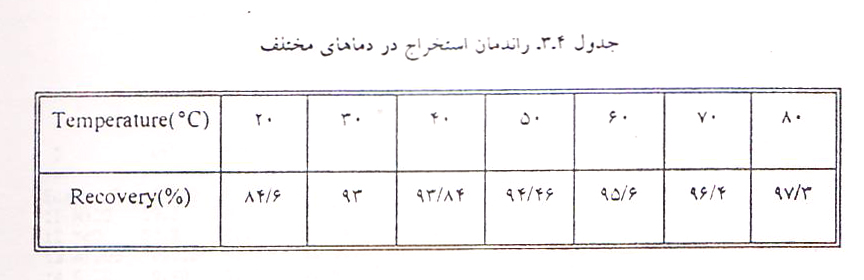 جدول ۳.۴. راندمان استخراج در دماهای مختلف
Temperature(°C) ۲۰ ۳۰ ۴۰ ۵۰ ۶۰ ۷۰ ۸۰
Recovery(%) ۸۴/۶ ۹۳ ۹۳/۸۴ ۹۴/۴۶ ۹۵/۶ ۹۶/۴ ۹۷/۳